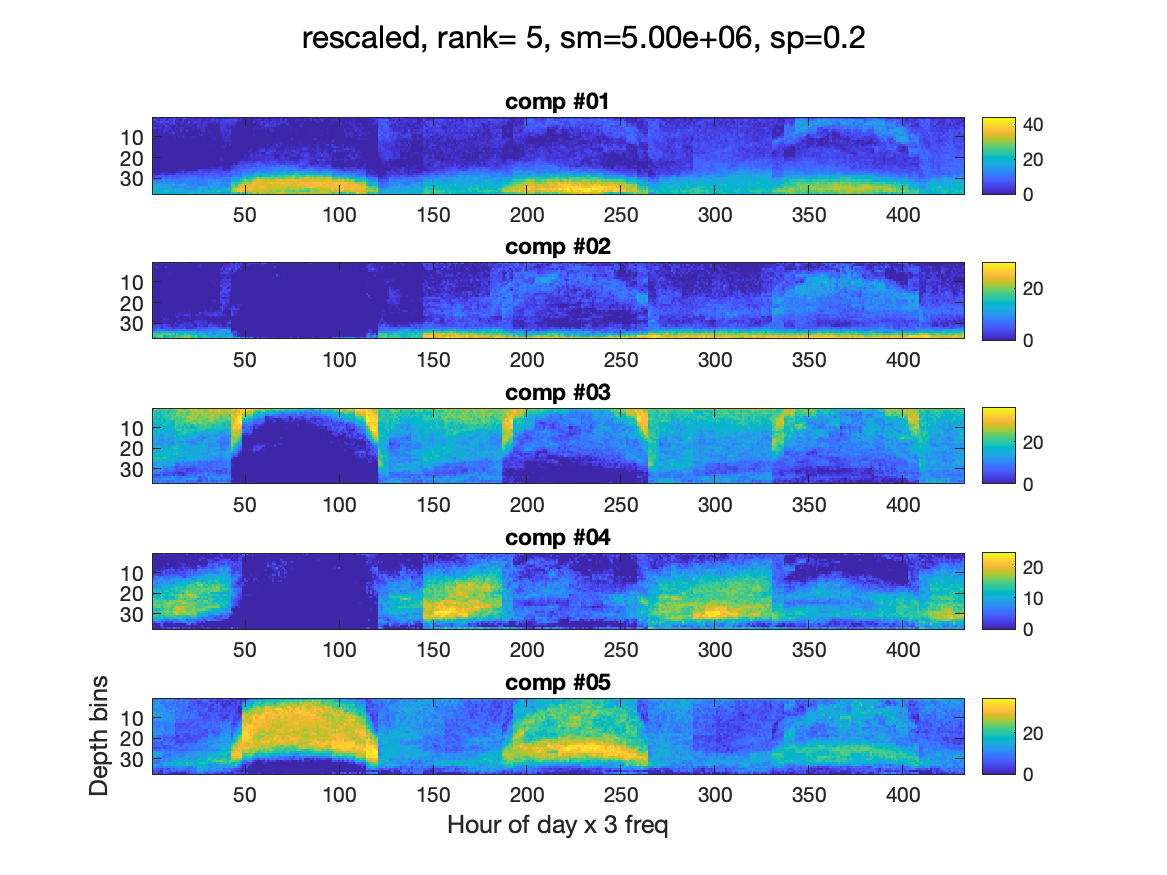 rescaled, rank= 5, sm=5.00e+06, sp=0.2
comp #01
10
20
30
50 100 150 200 250 300 350 400
40
20
0
comp #02
10
20
30
50 100 150 200 250 300 350 400
20
0
comp #03
10
20
30
50 100 150 200 250 300 350 400
20
0
comp #04
10
20
30
50 100 150 200 250 300 350 400
20
10
0
comp #05
Depth bins
10
20
30
50 100 150 200 250 300 350 400
20
0
Hour of day x 3 freq